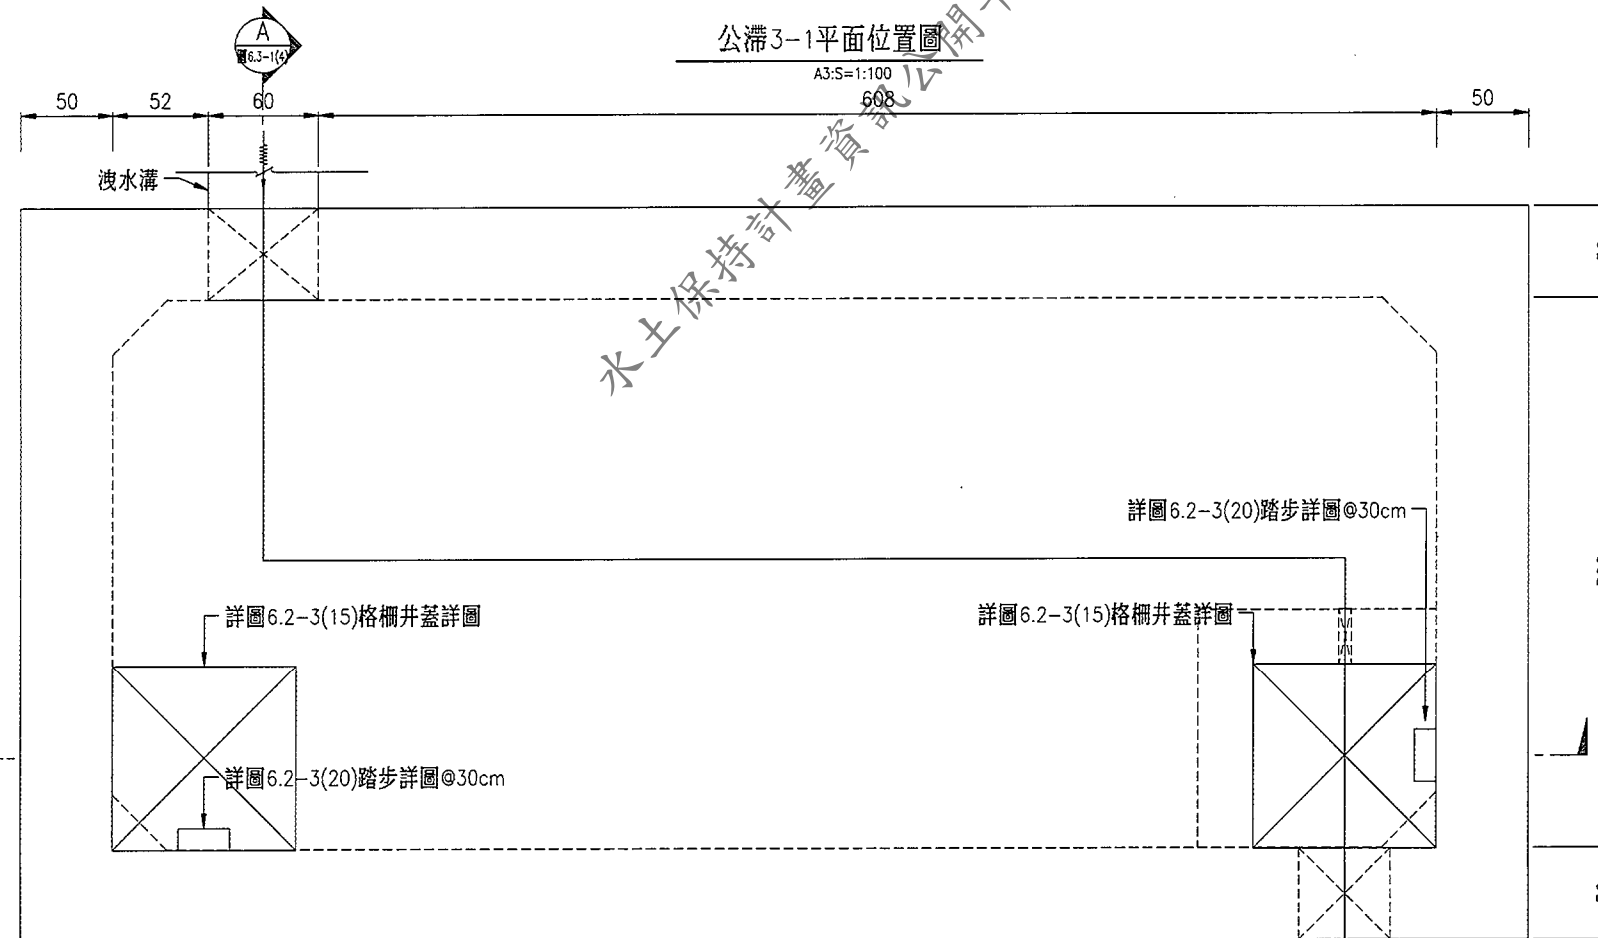 A
圖6.3-1(4)
公滯3-1平面位置圖
A3:S=1:100
50
52
60
608
50
洩水溝
水土保持計畫資訊公開
詳圖6.2-3(20)踏步詳圖@30cm
詳圖6.2-3(15)格柵井蓋詳圖
詳圖6.2-3(15)格柵井蓋詳圖
詳圖6.2-3(20)踏步詳圖@30cm